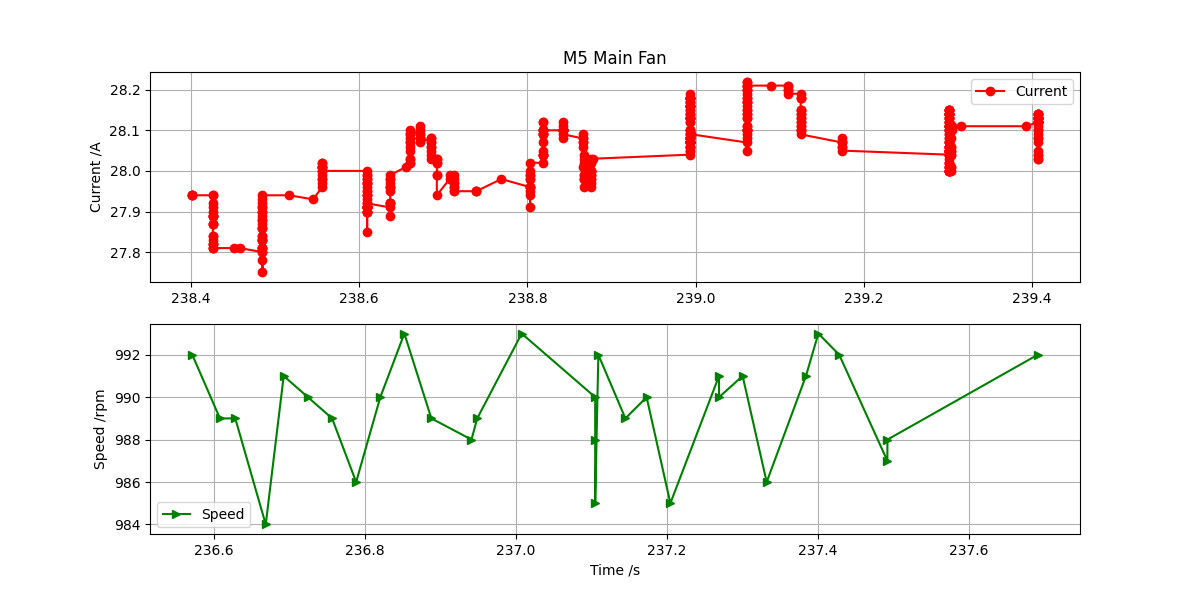 M5 Main Fan
Current /A
28.2
28.1
28.0
27.9
27.8
Current
238.4 238.6 238.8 239.0 239.2 239.4
Speed /rpm
992
990
988
986
984
Speed
236.6 236.8 237.0 237.2 237.4 237.6
Time /s